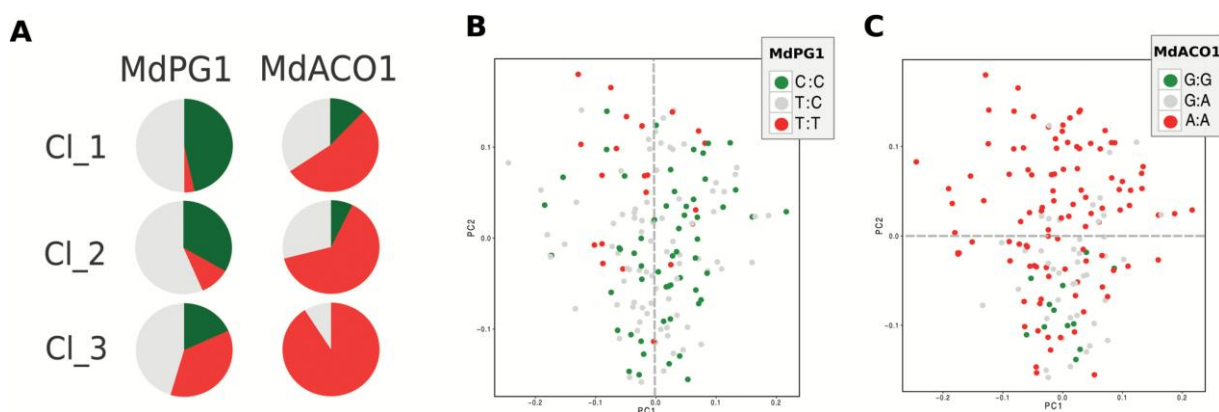 A
MdPG1 MdACO1
Cl_1
Cl_2
Cl_3
B
MdPG1
C:C
T:C
T:T
PC2
0.1
0.0
-0.1
-0.2 -0.1 0.0 0.1 0.2
PC1
C
MdACO1
G:G
G:A
A:A
PC2
0.1
0.0
-0.1
-0.2 -0.1 0.0 0.1 0.2
PC1